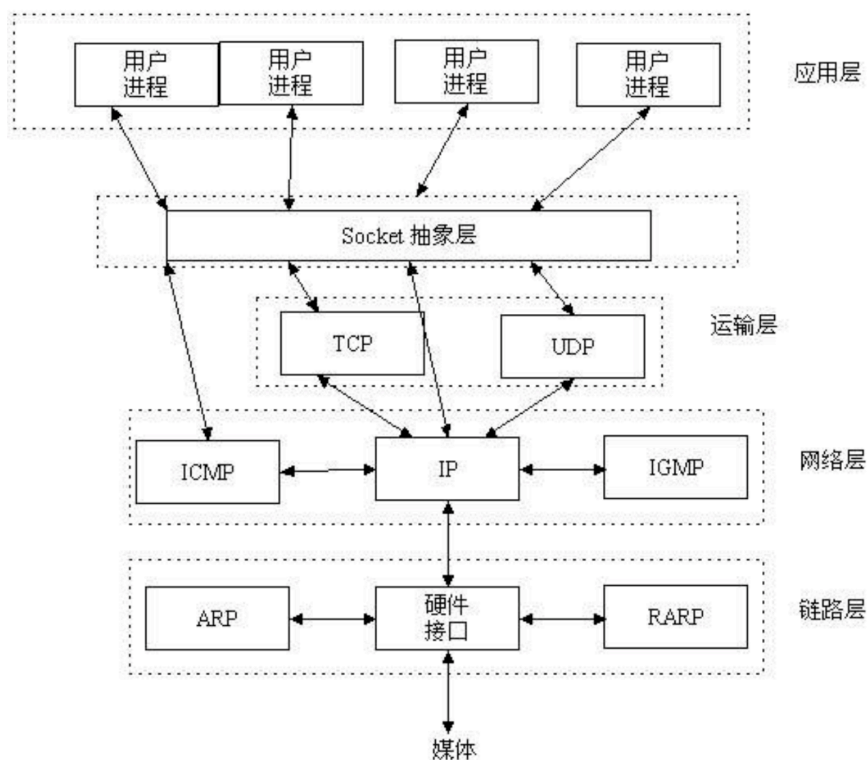 用户
进程
用户
进程
用户
进程
用户
进程
应用层
Socket 抽象层
TCP
UDP
运输层
ICMP
IP
IGMP
网络层
ARP
硬件
接口
RARP
链路层
媒体